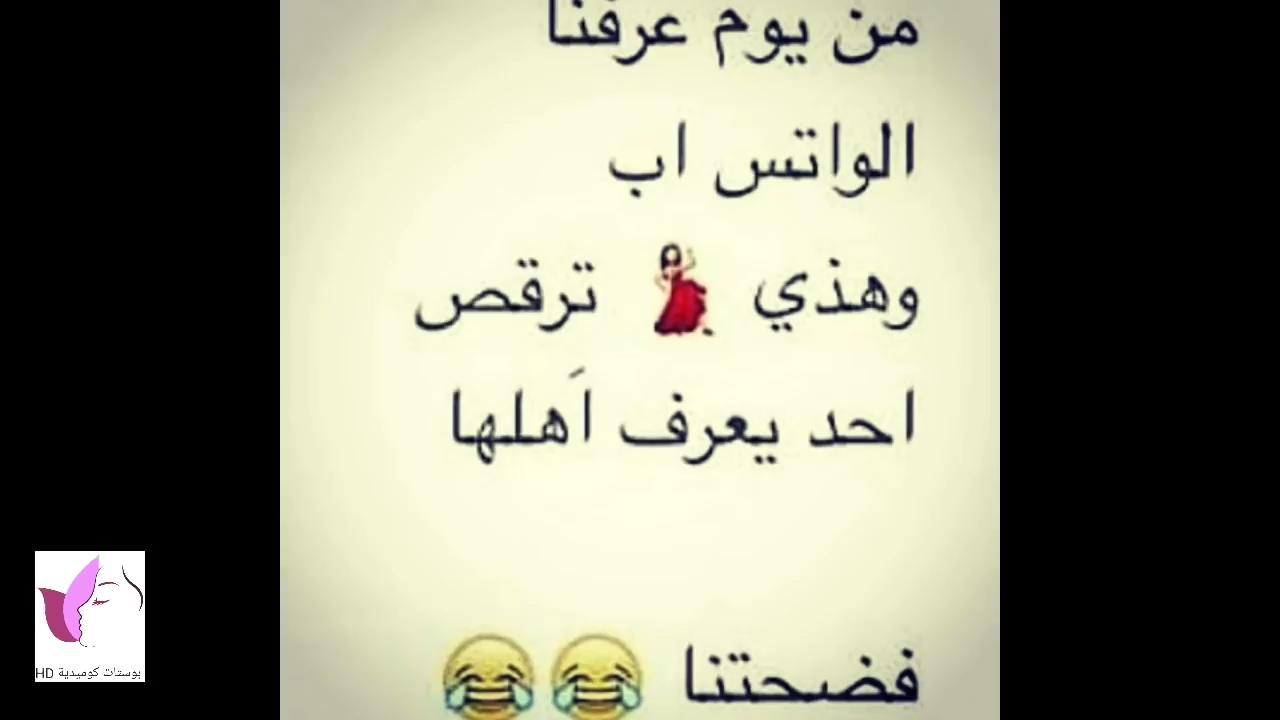 من يوم عرفنا
الواتس اب
وهذي 💃 ترقص
احد يعرف اَهلها
فضحتنا 😂😂
بوستات كوميدية HD